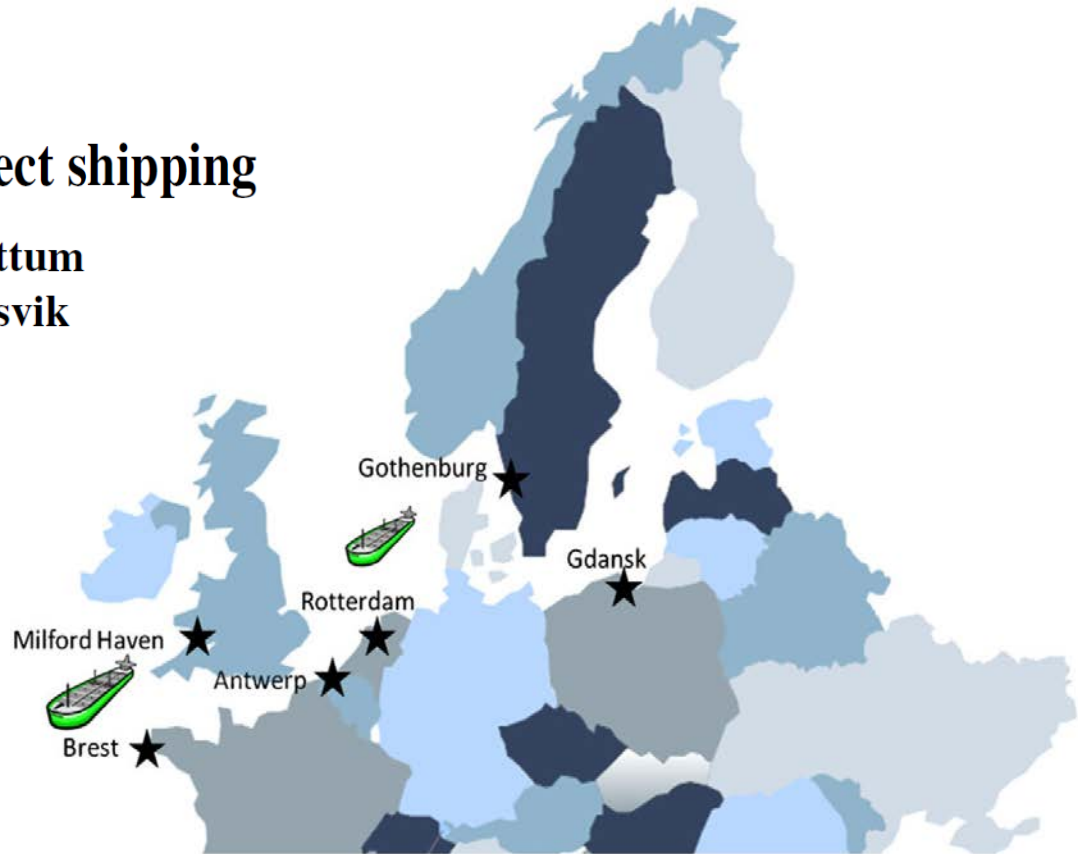 ect shipping
ttum
svik
Gothenburg
Gdansk
Rotterdam
Milford Haven
Antwerp
Brest